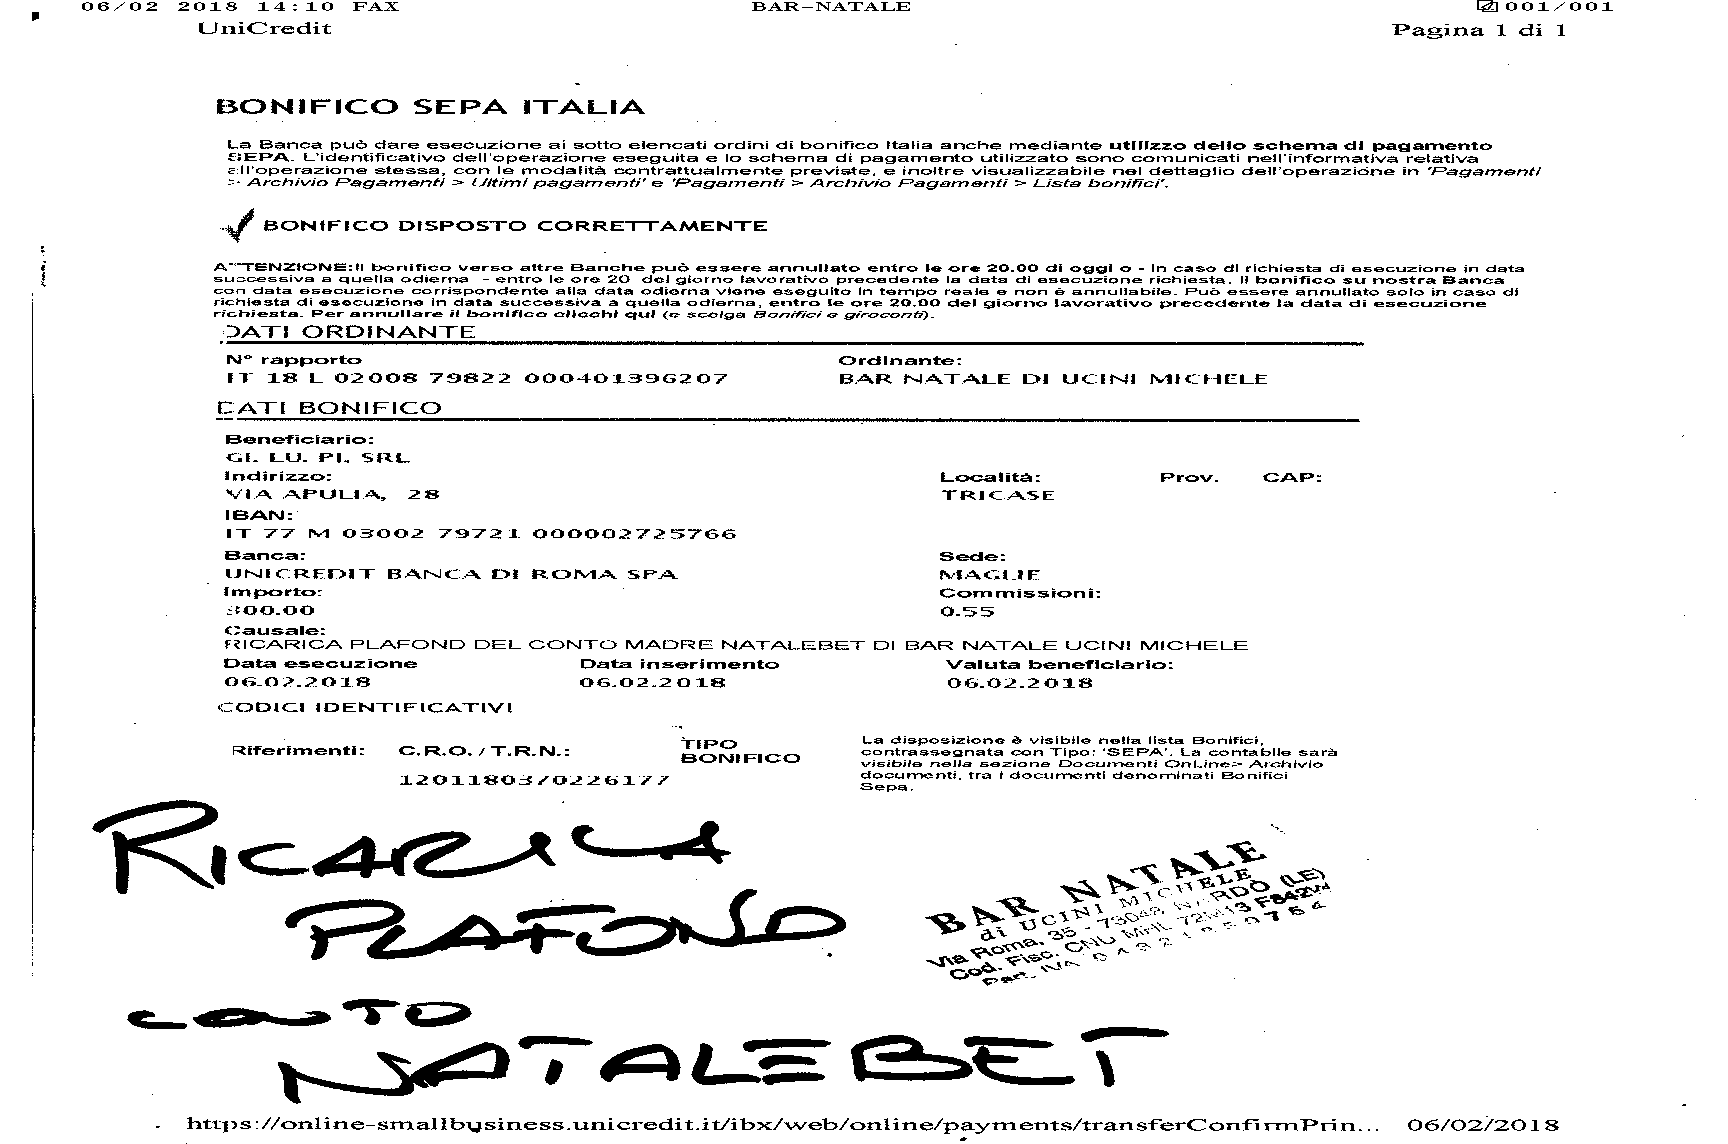 06/02 2018 14:10 FAX BAR-NATALE 001/001
UniCredit Pagina 1 di 1
BONIFICO SEPA ITALIA
La Banca può dare esecuzione ai sotto elencati ordini di bonifico Italia anche mediante utilizzo dello schema di pagamento
SEPA. L'identificativo dell'operazione eseguita e lo schema di pagamento utilizzato sono comunicati nell'informativa relativa
all'operazione stessa, con le modalità contrattualmente previste, e inoltre visualizzabile nel dettaglio dell'operazione in 'Pagamenti
> Archivio Pagamenti > Ultimi pagamenti' e 'Pagamenti > Archivio Pagamenti > Lista bonifici'.
BONIFICO DISPOSTO CORRETTAMENTE
ATTENZIONE:Il bonifico verso altre Banche può essere annullato entro le ore 20.00 di oggi o - in caso di richiesta di esecuzione in data
successiva a quella odierna - entro le ore 20 del giorno lavorativo precedente la data di esecuzione richiesta. Il bonifico su nostra Banca
con data esecuzione corrispondente alla data odierna viene eseguito in tempo reale e non è annullabile. Può essere annullato solo in caso di
richiesta di esecuzione in data successiva a quella odierna, entro le ore 20.00 del giorno lavorativo precedente la data di esecuzione
richiesta. Per annullare il bonifico clicchi qui (e scelga Bonifici e giroconti).
DATI ORDINANTE
N° rapporto Ordinante:
IT 18 L 02008 79822 000401396207 BAR NATALE DI UCINI MICHELE
DATI BONIFICO
Beneficiario:
GI. LU. PI. SRL
Indirizzo: Località: Prov. CAP:
VIA APULIA, 28 TRICASE
IBAN:
IT 77 M 03002 79721 000002725766
Banca: Sede:
UNICREDIT BANCA DI ROMA SPA MAGLIE
Importo: Commissioni:
300.00 0.55
Causale:
RICARICA PLAFOND DEL CONTO MADRE NATALEBET DI BAR NATALE UCINI MICHELE
Data esecuzione Data inserimento Valuta beneficiario:
06.02.2018 06.02.2018 06.02.2018
CODICI IDENTIFICATIVI
Riferimenti: C.R.O./T.R.N.: TIPO BONIFICO
1201180370226177
La disposizione è visibile nella lista Bonifici,
contrassegnata con Tipo: 'SEPA'. La contabile sarà
visibile nella sezione Documenti OnLine> Archivio
documenti, tra i documenti denominati Bonifici
Sepa.
RICARICA
PLAFOND
CONTO
NATALEBET
BAR NATALE
di UCINI MICHELE
Via Roma, 35 - 73048 NARDÒ (LE)
Cod. Fisc. CNU MHL 72M13 F842W
Part. IVA
https://online-smallbusiness.unicredit.it/ibx/web/online/payments/transferConfirmPrin... 06/02/2018